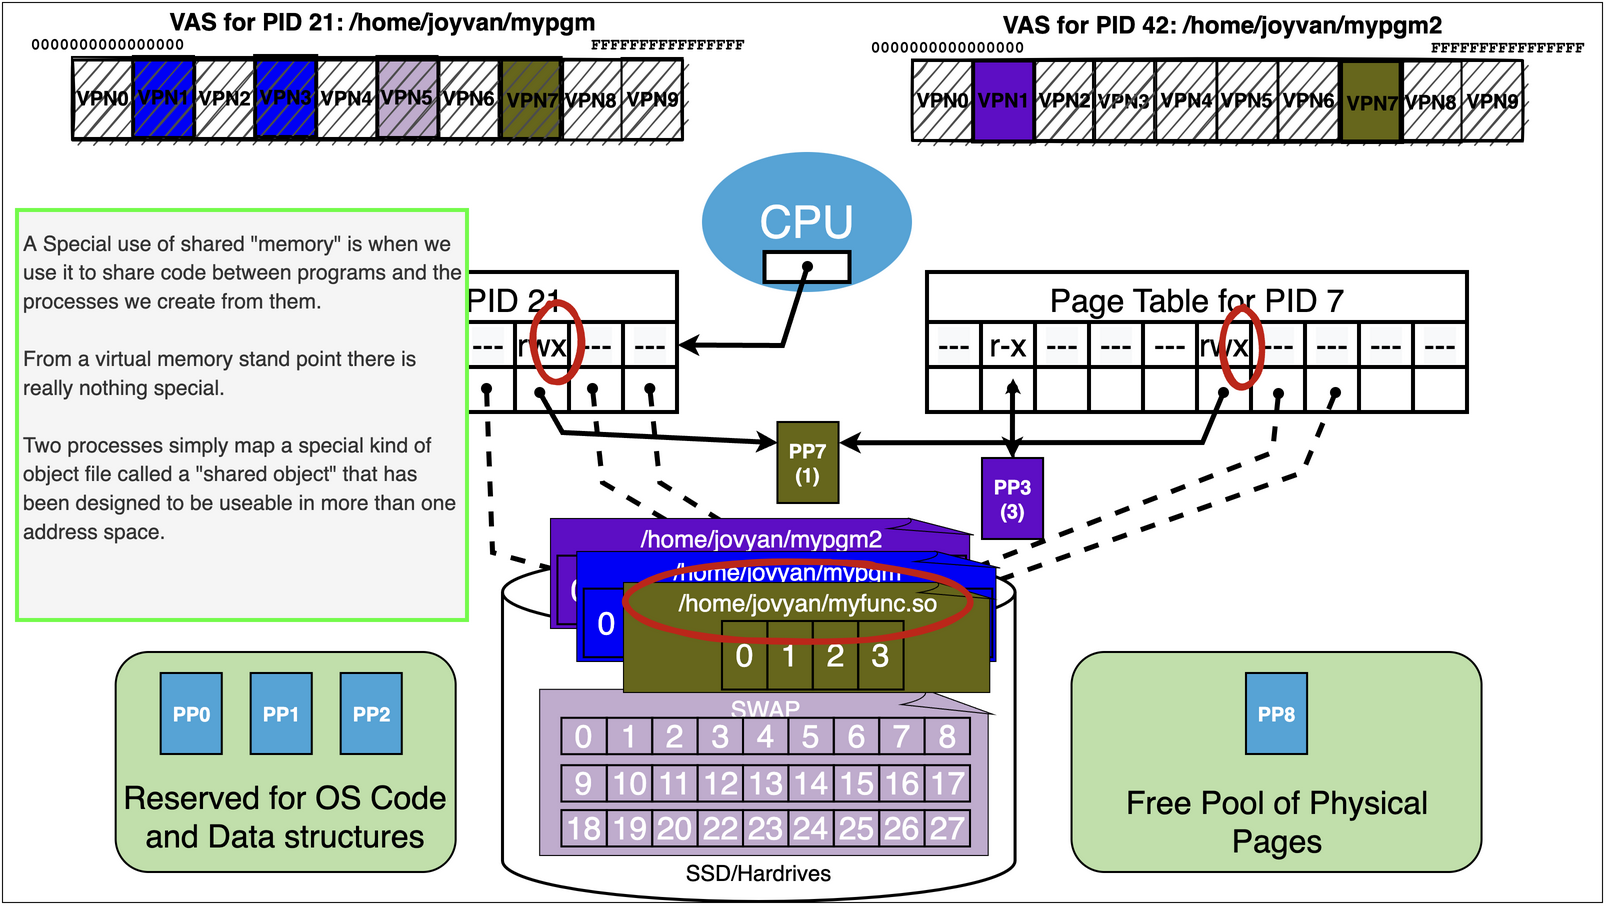 VAS for PID 21: /home/joyvan/mypgm
VAS for PID 42: /home/joyvan/mypgm2
0000000000000000
FFFFFFFFFFFFFFFF
0000000000000000
FFFFFFFFFFFFFFFF
VPN0 VPN1 VPN2 VPN3 VPN4 VPN5 VPN6 VPN7 VPN8 VPN9
VPN0 VPN1 VPN2 VPN3 VPN4 VPN5 VPN6 VPN7 VPN8 VPN9
CPU
A Special use of shared "memory" is when we
use it to share code between programs and the
processes we create from them.
From a virtual memory stand point there is
really nothing special.
Two processes simply map a special kind of
object file called a "shared object" that has
been designed to be useable in more than one
address space.
PID 21
--- rwx --- ---
Page Table for PID 7
--- r-x --- --- --- rwx --- --- --- ---
PP7
(1)
PP3
(3)
/home/jovyan/mypgm2
/home/jovyan/mypgm
0
/home/jovyan/myfunc.so
0 1 2 3
SWAP
0 1 2 3 4 5 6 7 8
9 10 11 12 13 14 15 16 17
18 19 20 22 23 24 25 26 27
SSD/Hardrives
PP0 PP1 PP2
Reserved for OS Code
and Data structures
PP8
Free Pool of Physical
Pages